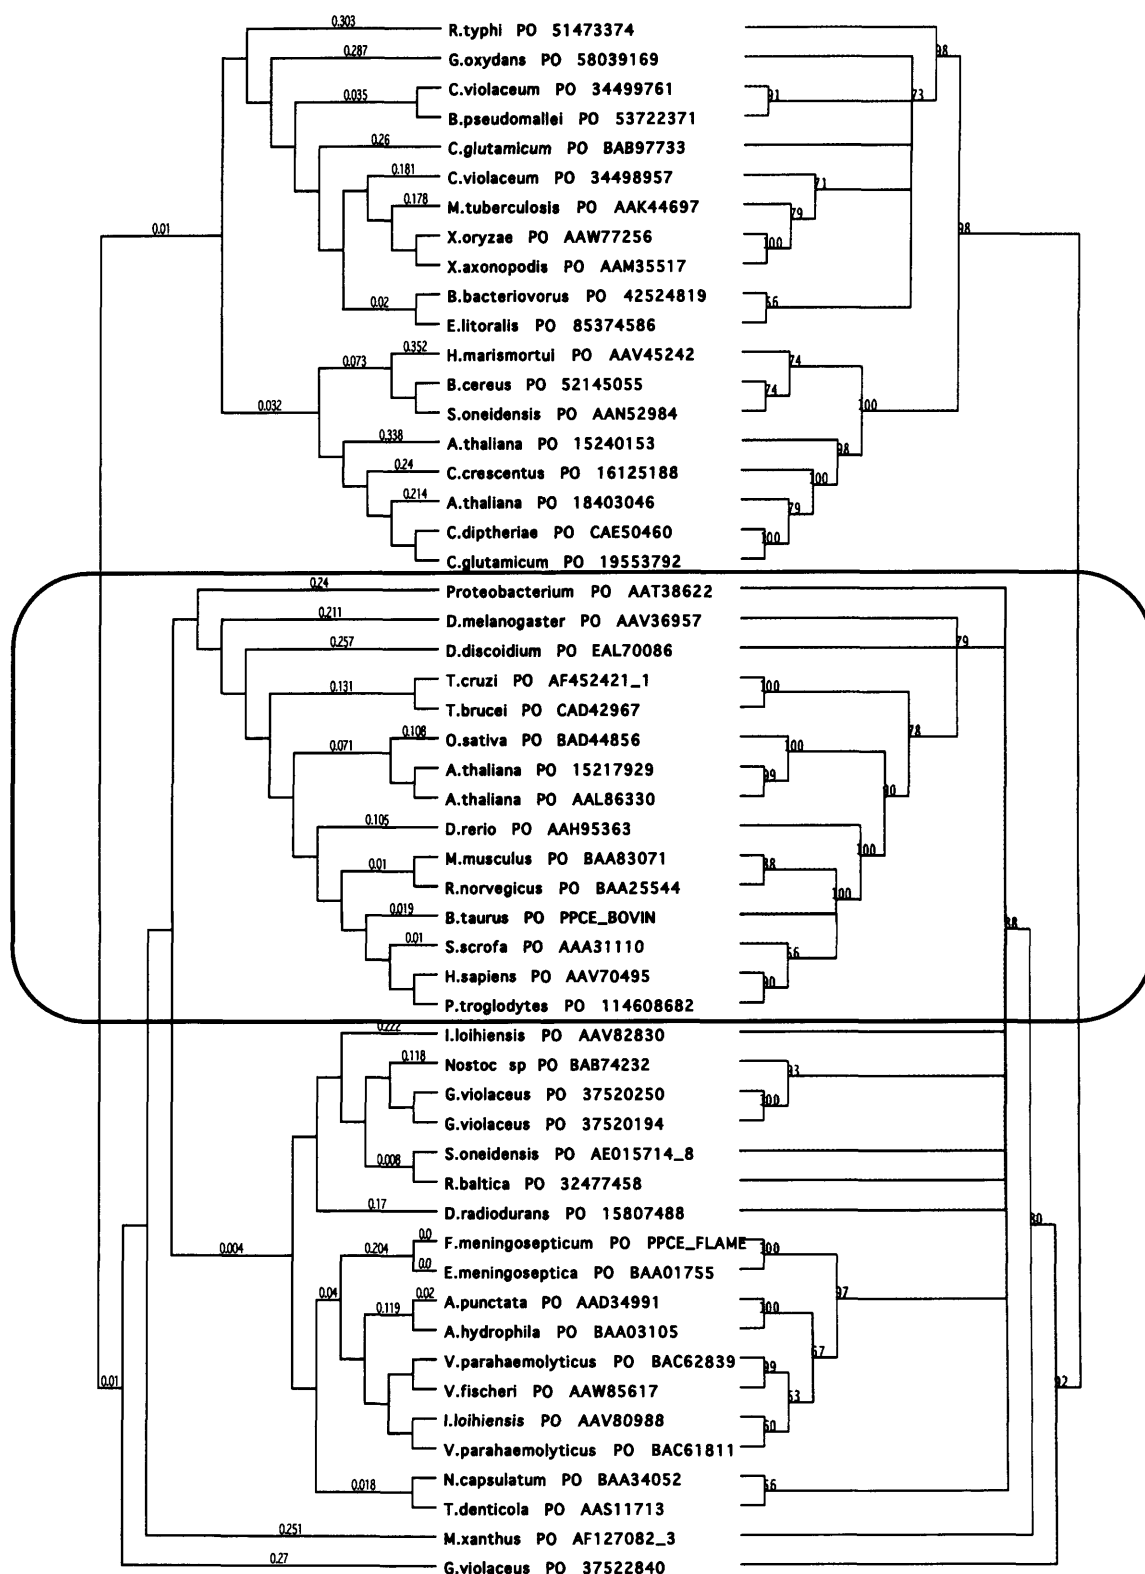 0.303
R.typhi PO 51473374
98
0.287
G.oxydans PO 58039169
C.violaceum PO 34499761
0.035 91 73
B.pseudomallei PO 53722371
0.26
C.glutamicum PO BAB97733
0.181
C.violaceum PO 34498957
71
0.178
M.tuberculosis PO AAK44697
79
0.01
X.oryzae PO AAW77256
98
100
X.axonopodis PO AAM35517
B.bacteriovorus PO 42524819
0.02
E.litoralis PO 85374586
0.352
H.marismortui PO AAV45242
0.073 74
B.cereus PO 52145055
74
0.032
S.oneidensis PO AAN52984
100
0.338
A.thaliana PO 15240153
98
0.24
C.crescentus PO 16125188
100
0.214
A.thaliana PO 18403046
79
C.diptheriae PO CAE50460
100
C.glutamicum PO 19553792
0.24
Proteobacterium PO AAT38622
0.211
D.melanogaster PO AAV36957
79
0.257
D.discoidium PO EAL70086
T.cruzi PO AF452421_1
0.131 100
T.brucei PO CAD42967
0.108
O.sativa PO BAD44856
78
0.071 100
A.thaliana PO 15217929
99
A.thaliana PO AAL86330
0.105
D.rerio PO AAH95363
100
M.musculus PO BAA83071
0.01
R.norvegicus PO BAA25544
100
0.019
B.taurus PO PPCE_BOVIN
0.01
S.scrofa PO AAA31110
H.sapiens PO AAV70495
P.troglodytes PO 114608682
0.222
I.loihiensis PO AAV82830
0.118
Nostoc sp PO BAB74232
93
G.violaceus PO 37520250
100
G.violaceus PO 37520194
S.oneidensis PO AE015714_8
0.008
R.baltica PO 32477458
0.17
D.radiodurans PO 15807488
0.0
F.meningosepticum PO PPCE_FLAME
0.004 0.204 100
0.0
E.meningoseptica PO BAA01755
0.04 0.02
A.punctata PO AAD34991
97
0.119 100
A.hydrophila PO BAA03105
V.parahaemolyticus PO BAC62839
99
0.01
V.fischeri PO AAW85617
92
I.loihiensis PO AAV80988
V.parahaemolyticus PO BAC61811
N.capsulatum PO BAA34052
0.018
T.denticola PO AAS11713
0.251
M.xanthus PO AF127082_3
0.27
G.violaceus PO 37522840